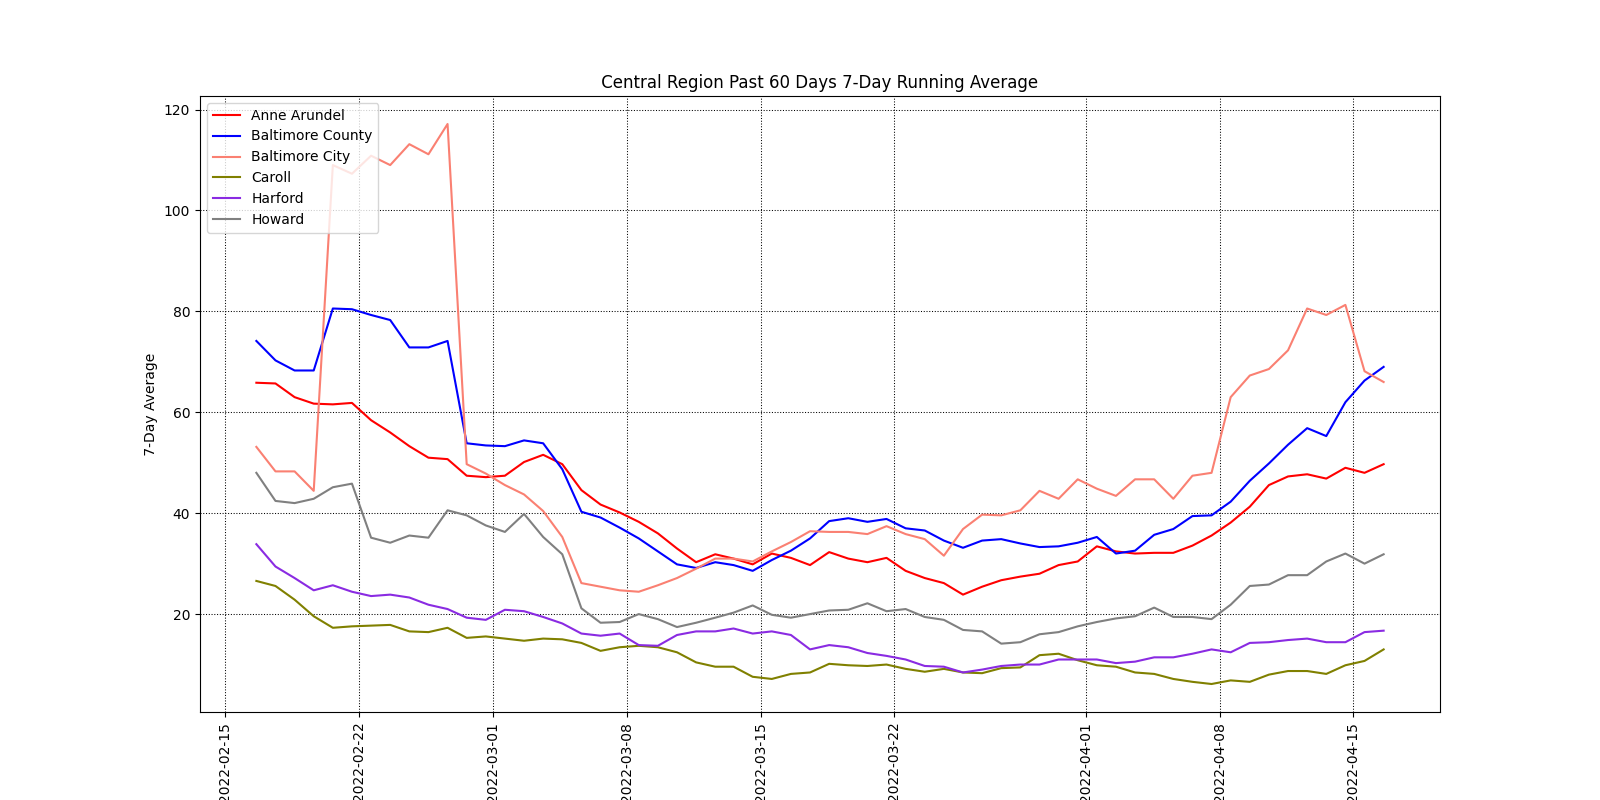 Central Region Past 60 Days 7-Day Running Average
120
100
80
60
40
20
7-Day Average
Anne Arundel
Baltimore County
Baltimore City
Caroll
Harford
Howard
2022-02-15
2022-02-22
2022-03-01
2022-03-08
2022-03-15
2022-03-22
2022-04-01
2022-04-08
2022-04-15